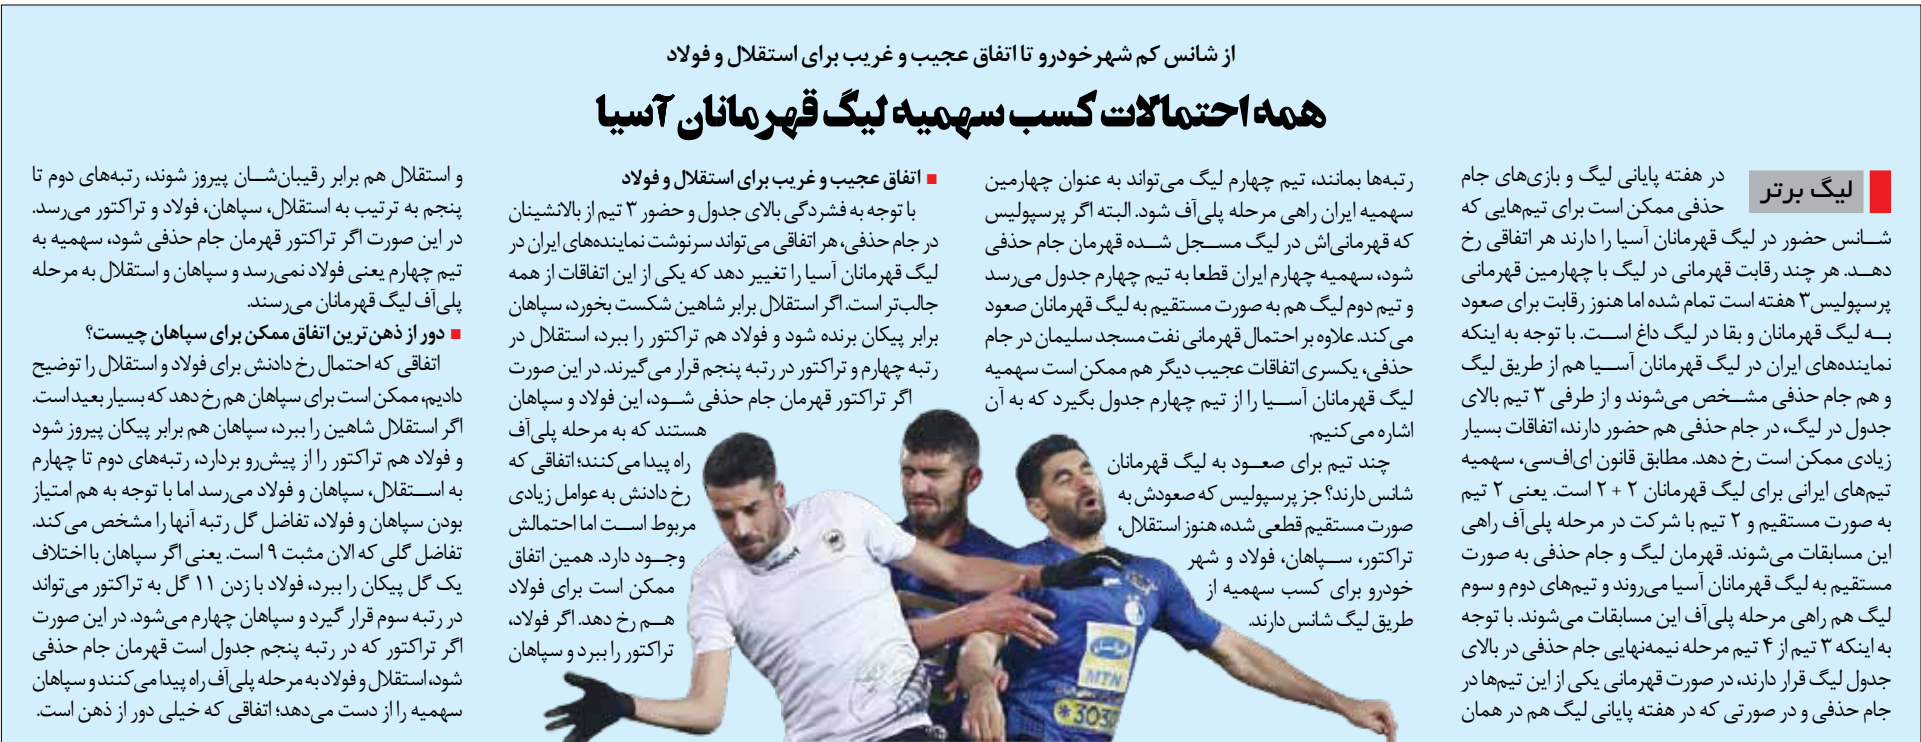 از شانس کم شهرخودرو تا اتفاق عجیب و غریب برای استقلال و فولاد
همه احتمالات کسب سهمیه لیگ قهرمانان آسیا
لیگ برتر
در هفته پایانی لیگ و بازی‌های جام
حذفی ممکن است برای تیم‌هایی که
شانس حضور در لیگ قهرمانان آسیا را دارند هر اتفاقی رخ
دهد. هر چند رقابت قهرمانی در لیگ با چهارمین قهرمانی
پرسپولیس ۳ هفته است تمام شده اما هنوز رقابت برای صعود
به لیگ قهرمانان و بقا در لیگ داغ است. با توجه به اینکه
نماینده‌های ایران در لیگ قهرمانان آسیا هم از طریق لیگ
و هم جام حذفی مشخص می‌شوند و از طرفی ۳ تیم بالای
جدول در لیگ، در جام حذفی هم حضور دارند، اتفاقات بسیار
زیادی ممکن است رخ دهد. مطابق قانون ای‌اف‌سی، سهمیه
تیم‌های ایرانی برای لیگ قهرمانان ۲ + ۲ است. یعنی ۲ تیم
به صورت مستقیم و ۲ تیم با شرکت در مرحله پلی‌آف راهی
این مسابقات می‌شوند. قهرمان لیگ و جام حذفی به صورت
مستقیم به لیگ قهرمانان آسیا می‌روند و تیم‌های دوم و سوم
لیگ هم راهی مرحله پلی‌آف این مسابقات می‌شوند. با توجه
به اینکه ۳ تیم از ۴ تیم مرحله نیمه‌نهایی جام حذفی در بالای
جدول لیگ قرار دارند، در صورت قهرمانی یکی از این تیم‌ها در
جام حذفی و در صورتی که در هفته پایانی لیگ هم در همان
رتبه‌ها بمانند، تیم چهارم لیگ می‌تواند به عنوان چهارمین
سهمیه ایران راهی مرحله پلی‌آف شود. البته اگر پرسپولیس
که قهرمانی‌اش در لیگ مسجل شده قهرمان جام حذفی
شود، سهمیه چهارم ایران قطعا به تیم چهارم جدول می‌رسد
و تیم دوم لیگ هم به صورت مستقیم به لیگ قهرمانان صعود
می‌کند. علاوه بر احتمال قهرمانی نفت مسجد سلیمان در جام
حذفی، یکسری اتفاقات عجیب دیگر هم ممکن است سهمیه
لیگ قهرمانان آسیا را از تیم چهارم جدول بگیرد که به آن
اشاره می‌کنیم.
چند تیم برای صعود به لیگ قهرمانان
شانس دارند؟ جز پرسپولیس که صعودش به
صورت مستقیم قطعی شده، هنوز استقلال،
تراکتور، سپاهان، فولاد و شهر
خودرو برای کسب سهمیه از
طریق لیگ شانس دارند.
■ اتفاق عجیب و غریب برای استقلال و فولاد
با توجه به فشردگی بالای جدول و حضور ۳ تیم از بالانشینان
در جام حذفی، هر اتفاقی می‌تواند سرنوشت نماینده‌های ایران در
لیگ قهرمانان آسیا را تغییر دهد که یکی از این اتفاقات از همه
جالب‌تر است. اگر استقلال برابر شاهین شکست بخورد، سپاهان
برابر پیکان برنده شود و فولاد هم تراکتور را ببرد، استقلال در
رتبه چهارم و تراکتور در رتبه پنجم قرار می‌گیرند. در این صورت
اگر تراکتور قهرمان جام حذفی شود، این فولاد و سپاهان
هستند که به مرحله پلی‌آف
راه پیدا می‌کنند؛ اتفاقی که
رخ دادنش به عوامل زیادی
مربوط است اما احتمالش
وجود دارد. همین اتفاق
ممکن است برای فولاد
هم رخ دهد. اگر فولاد،
تراکتور را ببرد و سپاهان
و استقلال هم برابر رقیبان‌شان پیروز شوند، رتبه‌های دوم تا
پنجم به ترتیب به استقلال، سپاهان، فولاد و تراکتور می‌رسد.
در این صورت اگر تراکتور قهرمان جام حذفی شود، سهمیه به
تیم چهارم یعنی فولاد نمی‌رسد و سپاهان و استقلال به مرحله
پلی‌آف لیگ قهرمانان می‌رسند.
■ دور از ذهن ترین اتفاق ممکن برای سپاهان چیست؟
اتفاقی که احتمال رخ دادنش برای فولاد و استقلال را توضیح
دادیم، ممکن است برای سپاهان هم رخ دهد که بسیار بعید است.
اگر استقلال شاهین را ببرد، سپاهان هم برابر پیکان پیروز شود
و فولاد هم تراکتور را از پیش‌رو بردارد، رتبه‌های دوم تا چهارم
به استقلال، سپاهان و فولاد می‌رسد اما با توجه به هم امتیاز
بودن سپاهان و فولاد، تفاضل گل رتبه آنها را مشخص می‌کند.
تفاضل گلی که الان مثبت ۹ است. یعنی اگر سپاهان با اختلاف
یک گل پیکان را ببرد، فولاد با زدن ۱۱ گل به تراکتور می‌تواند
در رتبه سوم قرار گیرد و سپاهان چهارم می‌شود. در این صورت
اگر تراکتور که در رتبه پنجم جدول است قهرمان جام حذفی
شود، استقلال و فولاد به مرحله پلی‌آف راه پیدا می‌کنند و سپاهان
سهمیه را از دست می‌دهد؛ اتفاقی که خیلی دور از ذهن است.
ایرانسل
MTN
*3030